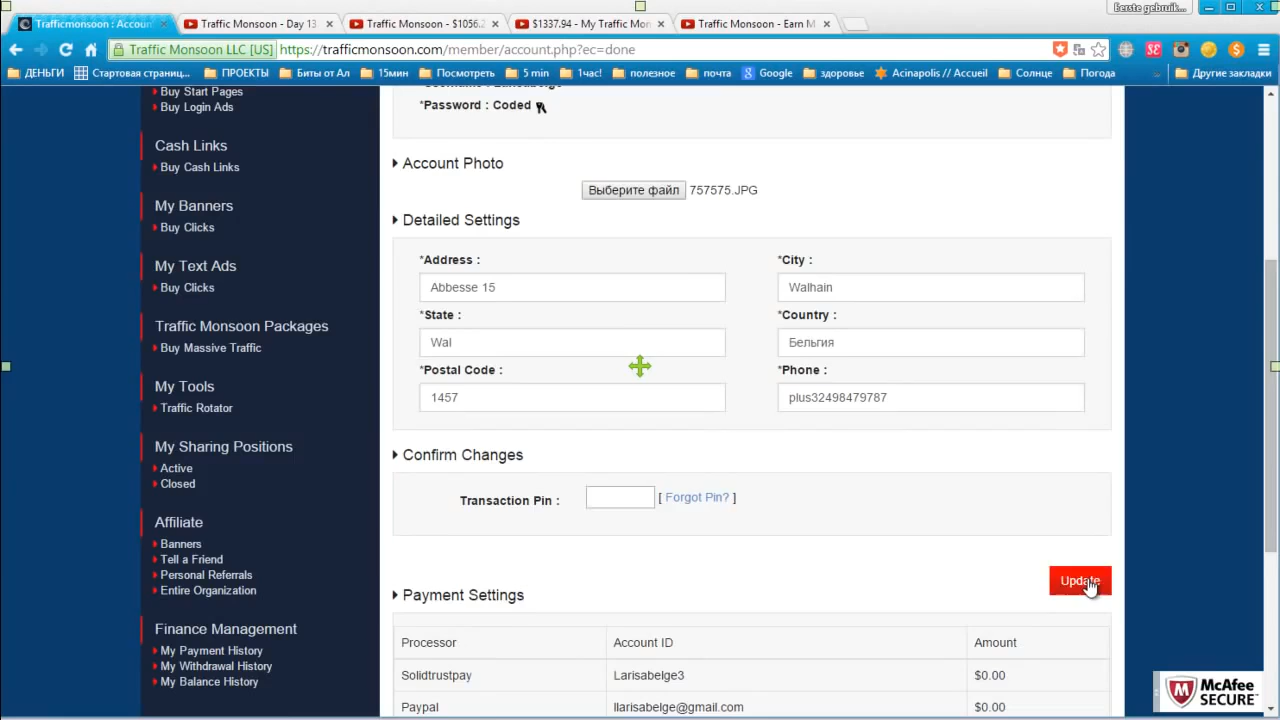 Eerste gebruik...
Trafficmonsoon : Accoun
Traffic Monsoon - Day 13
Traffic Monsoon - $1056.2
$1337.94 - My Traffic Mon
Traffic Monsoon - Earn M
Traffic Monsoon LLC [US] https://trafficmonsoon.com/member/account.php?ec=done
ДЕНЬГИ Стартовая страниц... ПРОЕКТЫ Биты от Ал 15мин Посмотреть 5 min 1час! полезное почта Google здоровье Acinapolis // Accueil Солнце Погода » Другие закладки
Buy Start Pages
Buy Login Ads
Cash Links
Buy Cash Links
My Banners
Buy Clicks
My Text Ads
Buy Clicks
Traffic Monsoon Packages
Buy Massive Traffic
My Tools
Traffic Rotator
My Sharing Positions
Active
Closed
Affiliate
Banners
Tell a Friend
Personal Referrals
Entire Organization
Finance Management
My Payment History
My Withdrawal History
My Balance History
*Password : Coded
Account Photo
Выберите файл 757575.JPG
Detailed Settings
*Address : *City :
Abbesse 15 Walhain
*State : *Country :
Wal Бельгия
*Postal Code : *Phone :
1457 plus32498479787
Confirm Changes
Transaction Pin : [ Forgot Pin? ]
Update
Payment Settings
Processor Account ID Amount
Solidtrustpay Larisabelge3 $0.00
Paypal llarisabelge@gmail.com $0.00
McAfee
SECURE™